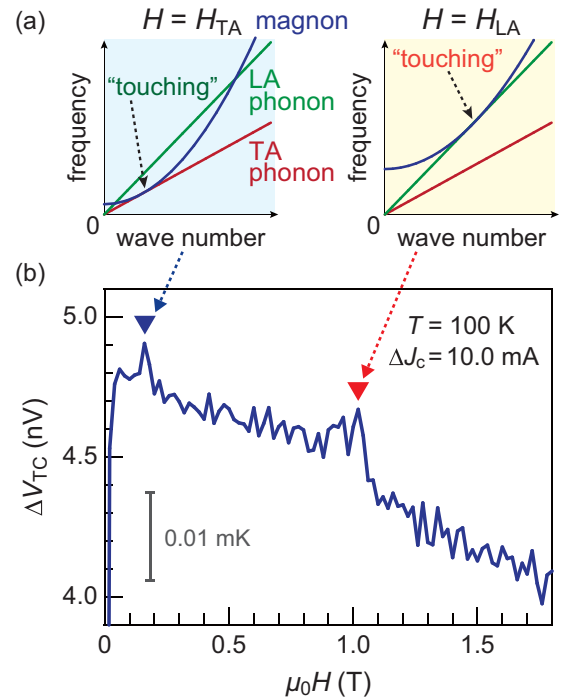 (a)
H = H_TA
magnon
H = H_LA
frequency
"touching"
LA
phonon
TA
phonon
0
wave number
frequency
"touching"
0
wave number
(b)
5.0
4.5
4.0
ΔV_TC (nV)
T = 100 K
ΔJ_c = 10.0 mA
0.01 mK
0
0.5
1.0
1.5
μ₀H (T)